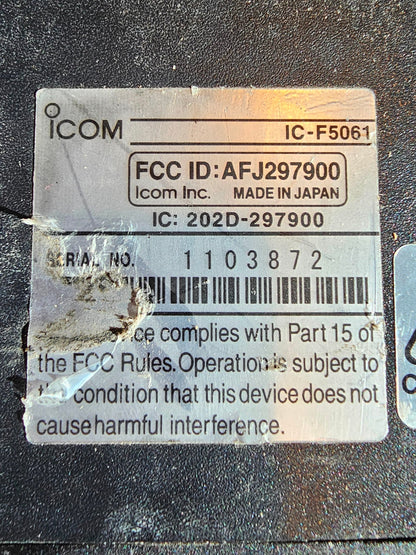 ICOM IC-F5061
FCC ID: AFJ297900
Icom Inc. MADE IN JAPAN
IC: 202D-297900
SERIAL NO. 1103872
complies with Part 15 of
the FCC Rules. Operation is subject to
the condition that this device does not
cause harmful interference.